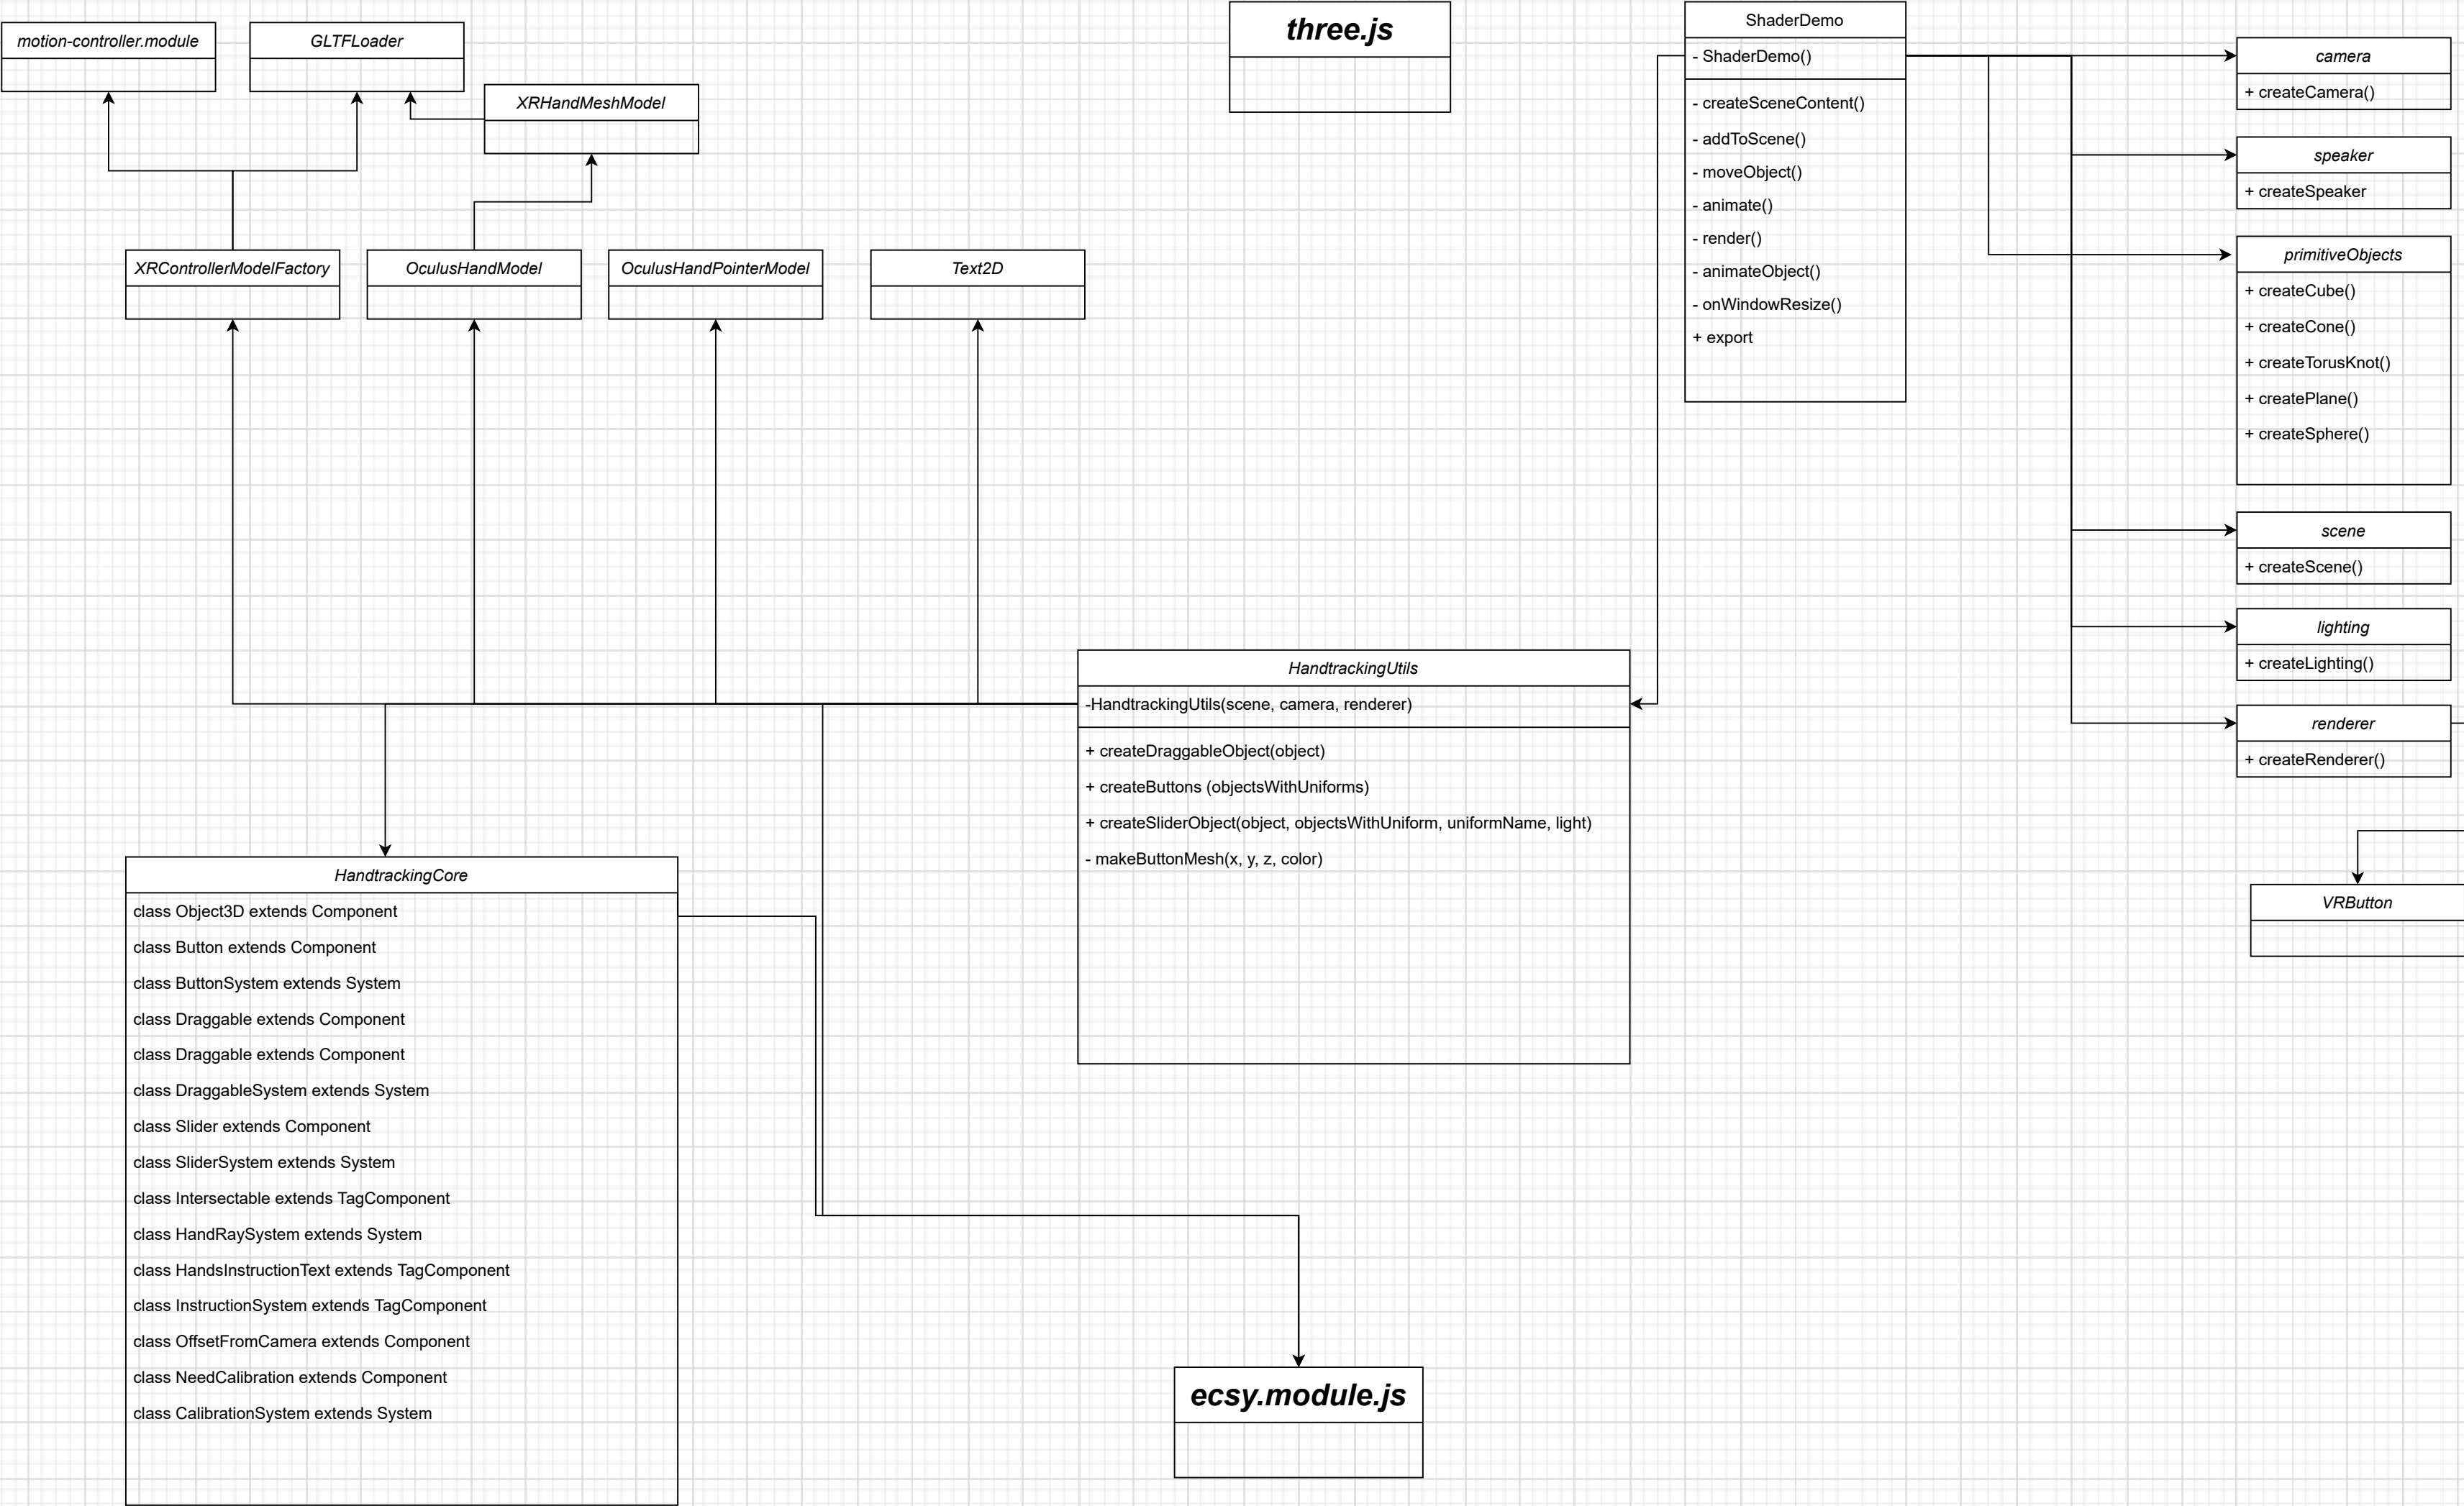 motion-controller.module
GLTFLoader
XRHandMeshModel
three.js
XRControllerModelFactory
OculusHandModel
OculusHandPointerModel
Text2D
ShaderDemo
- ShaderDemo()
- createSceneContent()
- addToScene()
- moveObject()
- animate()
- render()
- animateObject()
- onWindowResize()
+ export
camera
+ createCamera()
speaker
+ createSpeaker
primitiveObjects
+ createCube()
+ createCone()
+ createTorusKnot()
+ createPlane()
+ createSphere()
scene
+ createScene()
lighting
+ createLighting()
renderer
+ createRenderer()
VRButton
HandtrackingUtils
-HandtrackingUtils(scene, camera, renderer)
+ createDraggableObject(object)
+ createButtons (objectsWithUniforms)
+ createSliderObject(object, objectsWithUniform, uniformName, light)
- makeButtonMesh(x, y, z, color)
HandtrackingCore
class Object3D extends Component
class Button extends Component
class ButtonSystem extends System
class Draggable extends Component
class Draggable extends Component
class DraggableSystem extends System
class Slider extends Component
class SliderSystem extends System
class Intersectable extends TagComponent
class HandRaySystem extends System
class HandsInstructionText extends TagComponent
class InstructionSystem extends TagComponent
class OffsetFromCamera extends Component
class NeedCalibration extends Component
class CalibrationSystem extends System
ecsy.module.js